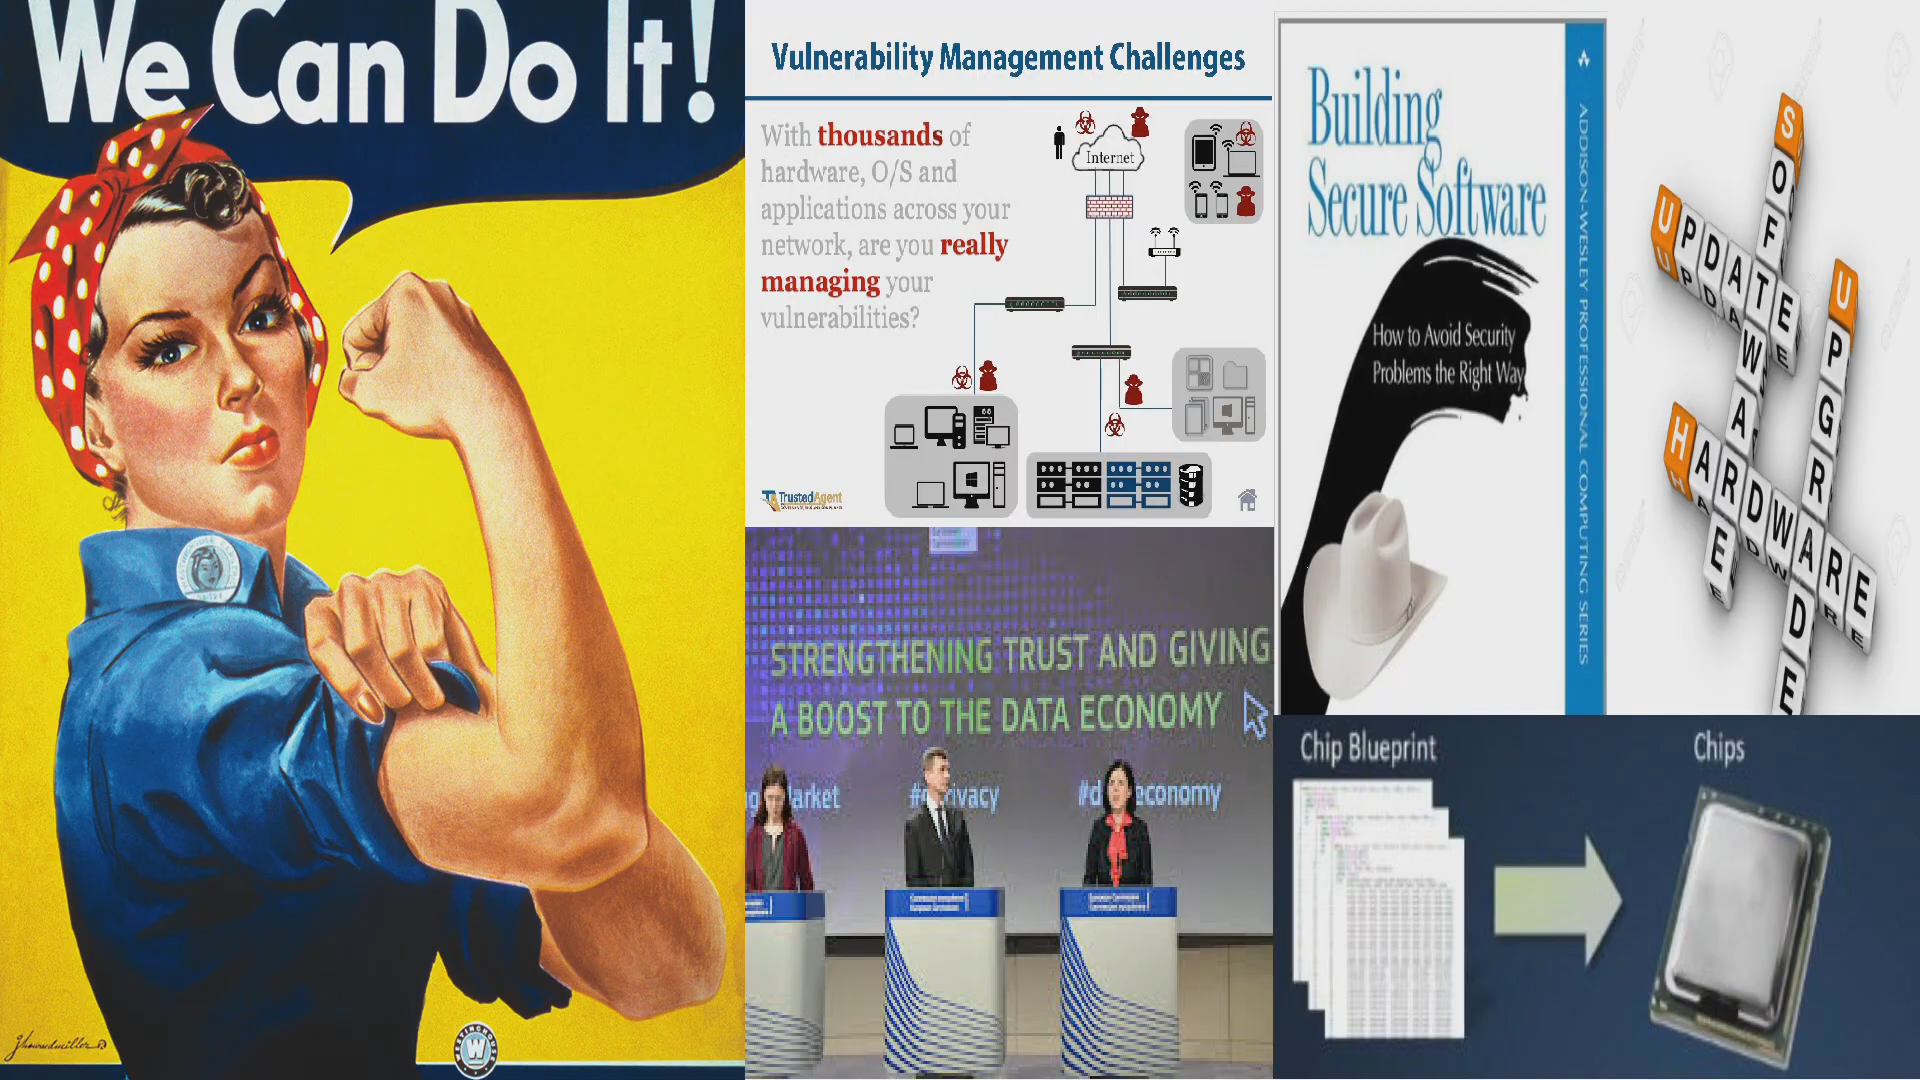 We Can Do It!
J. Howard Miller
WESTINGHOUSE
W
Vulnerability Management Challenges
With thousands of
hardware, O/S and
applications across your
network, are you really
managing your
vulnerabilities?
Internet
TrustedAgent
STRENGTHENING TRUST AND GIVING
A BOOST TO THE DATA ECONOMY
#d economy
Building
Secure Software
How to Avoid Security
Problems the Right Way
ADDISON-WESLEY PROFESSIONAL COMPUTING SERIES
SOFTWARE
UPDATE
UPGRADE
HARDWARE
Chip Blueprint
Chips